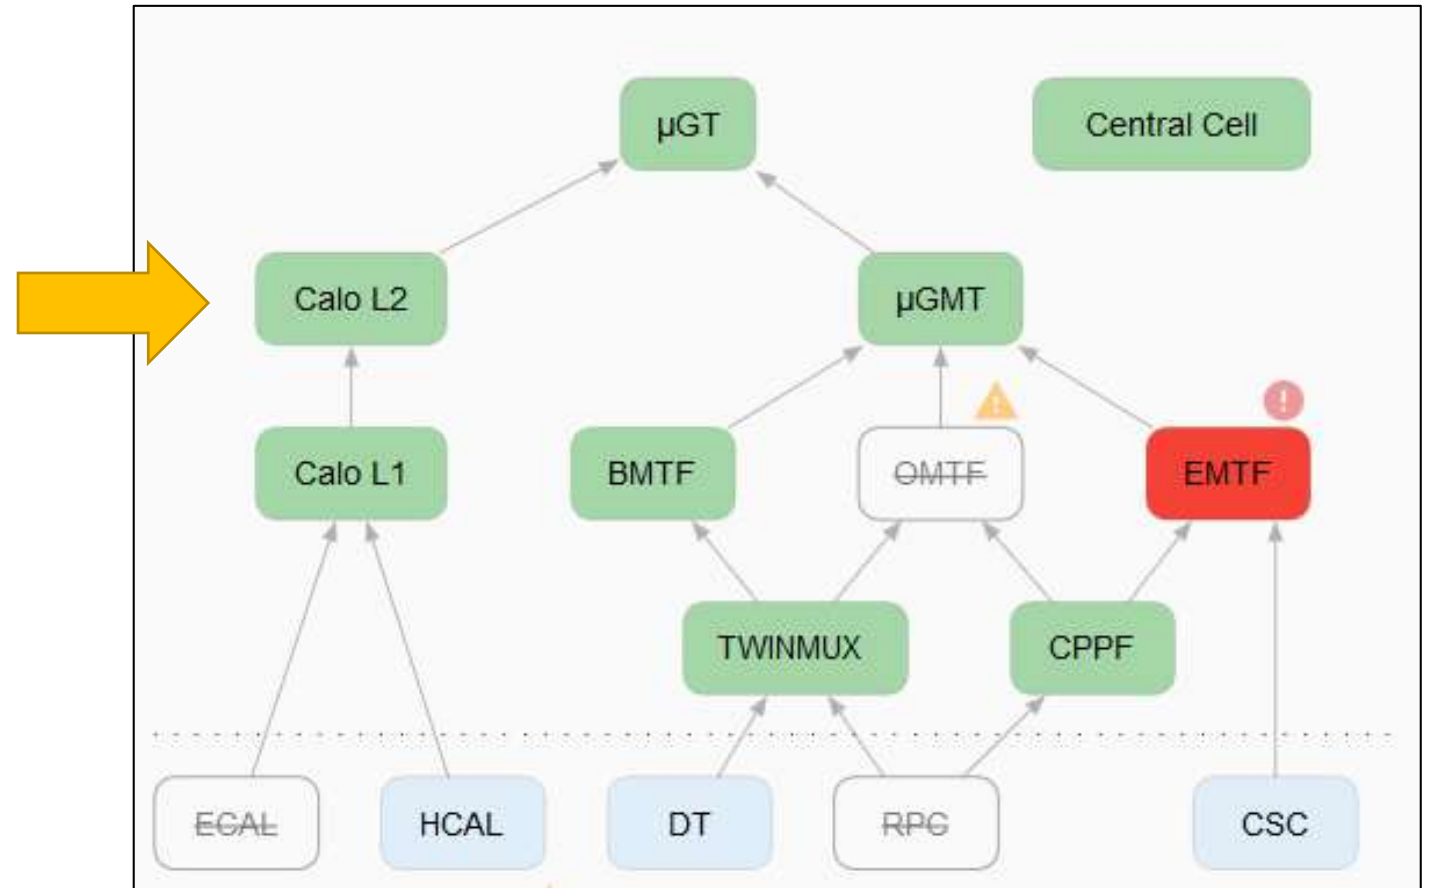 µGT
Central Cell
Calo L2
µGMT
Calo L1
BMTF
OMTF
EMTF
TWINMUX
CPPF
ECAL
HCAL
DT
RPC
CSC